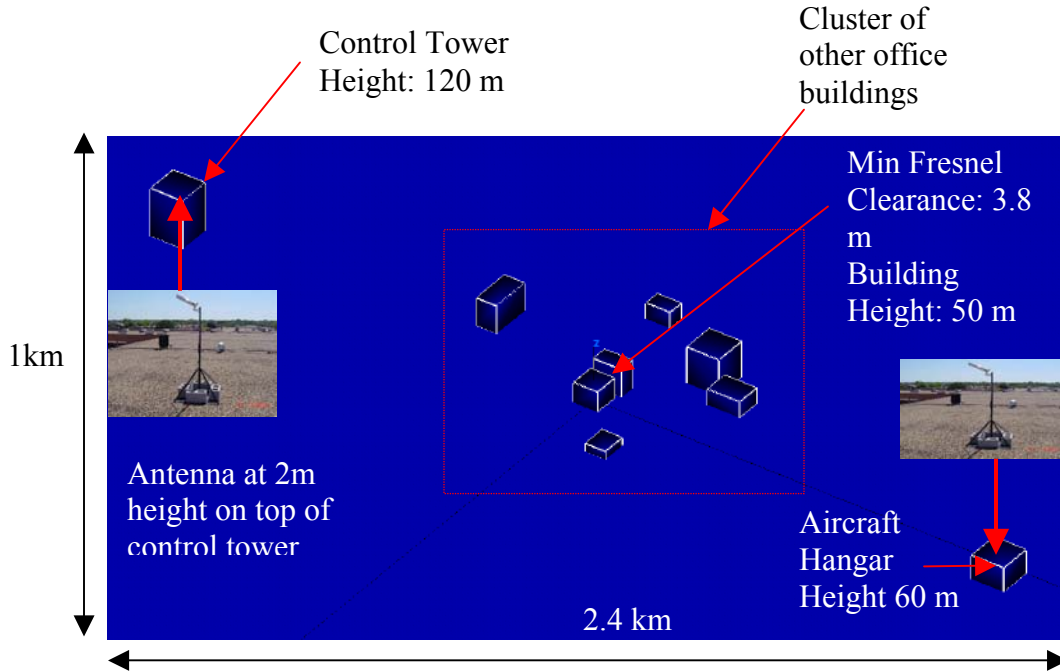 Control Tower
Height: 120 m
Cluster of
other office
buildings
Min Fresnel
Clearance: 3.8
m
Building
Height: 50 m
1km
z
Antenna at 2m
height on top of
control tower
Aircraft
Hangar
Height 60 m
2.4 km